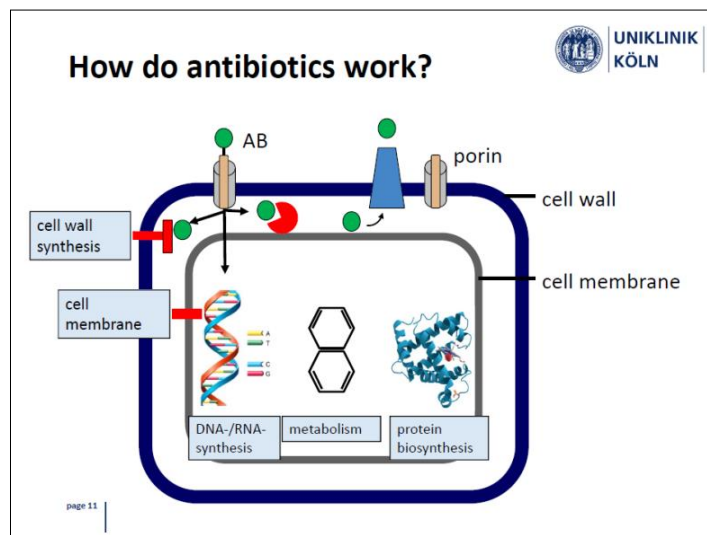 How do antibiotics work?
UNIKLINIK
KÖLN
AB
porin
cell wall
cell wall
synthesis
cell membrane
cell
membrane
A
T
C
G
DNA-/RNA-
synthesis
metabolism
protein
biosynthesis
page 11